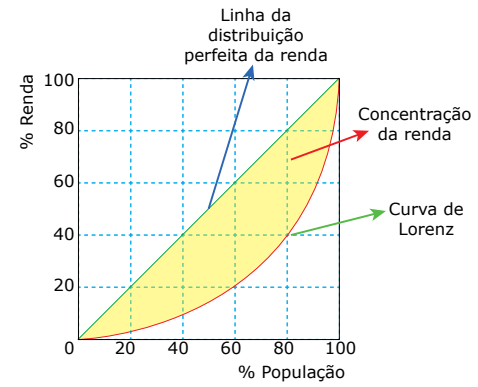 Linha da
distribuição
perfeita da renda
% Renda
100
80
60
40
20
0
20
40
60
80
100
% População
Concentração
da renda
Curva de
Lorenz